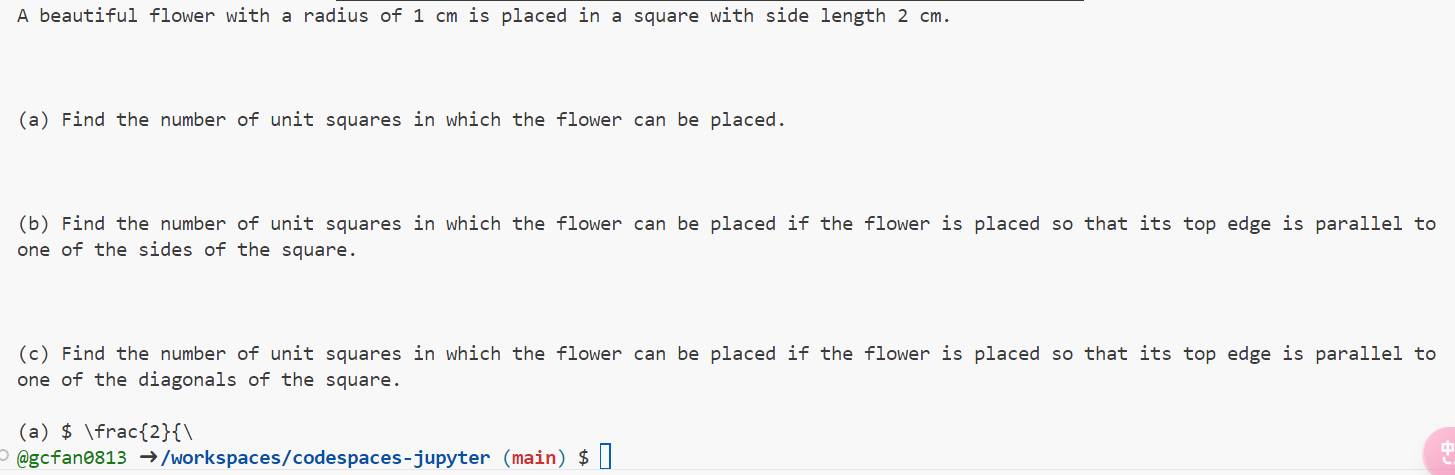 A beautiful flower with a radius of 1 cm is placed in a square with side length 2 cm.
(a) Find the number of unit squares in which the flower can be placed.
(b) Find the number of unit squares in which the flower can be placed if the flower is placed so that its top edge is parallel to
one of the sides of the square.
(c) Find the number of unit squares in which the flower can be placed if the flower is placed so that its top edge is parallel to
one of the diagonals of the square.
(a) $ \frac{2}{\
@gcfan0813 →/workspaces/codespaces-jupyter (main) $